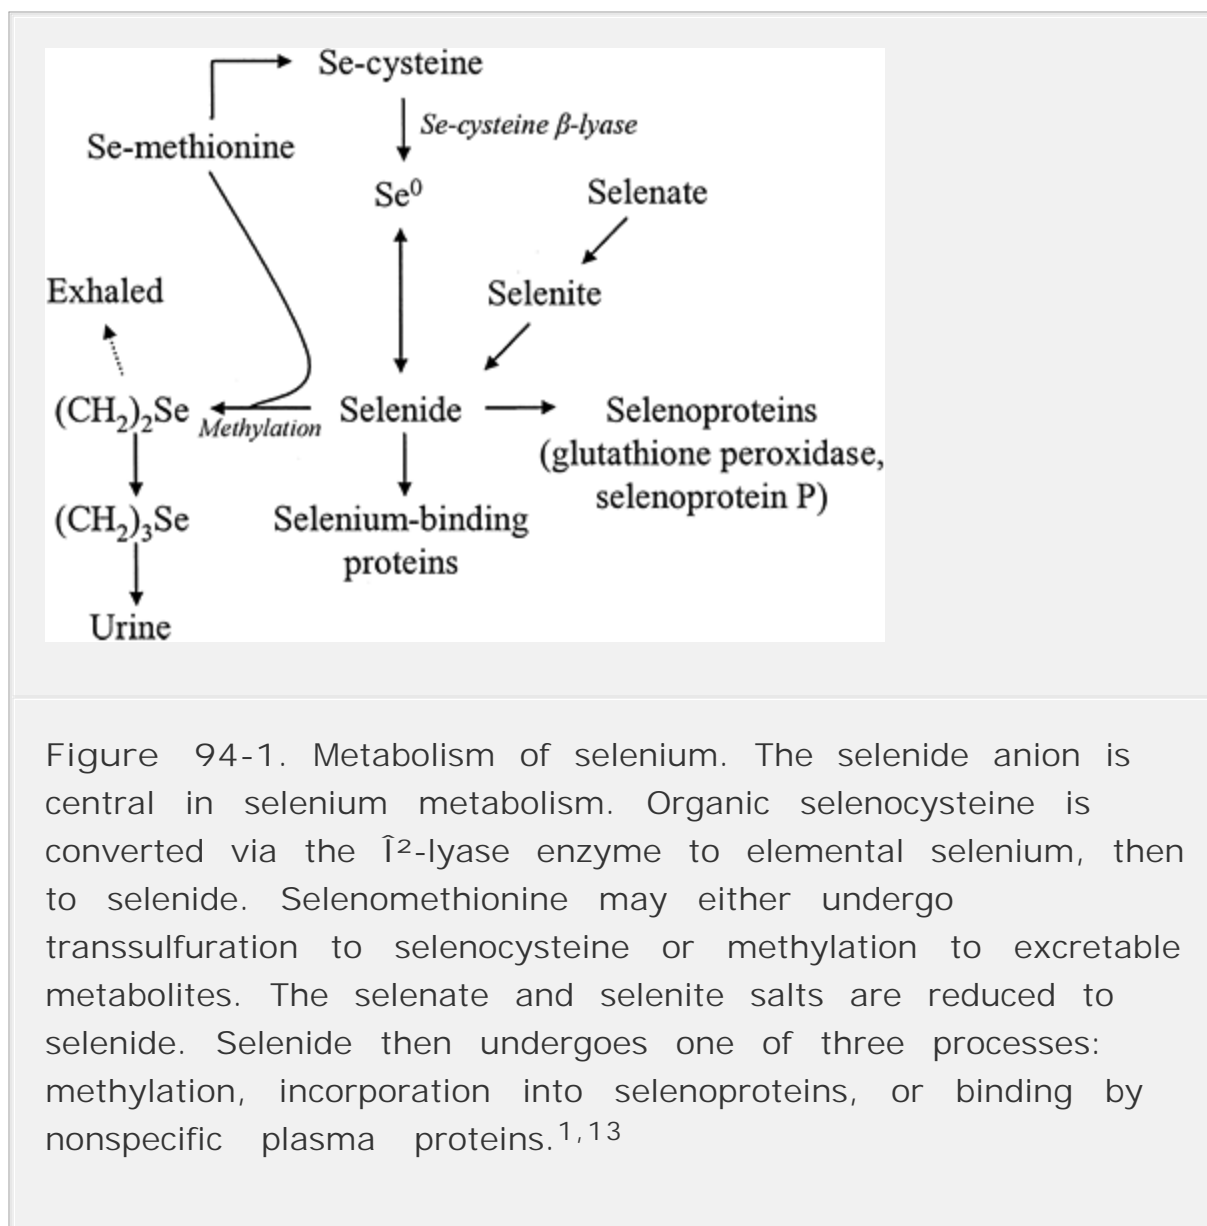 Se-cysteine
Se-cysteine β-lyase
Se-methionine
Se⁰
Selenate
Exhaled
Selenite
(CH₂)₂Se
Methylation
Selenide
Selenoproteins
(glutathione peroxidase,
selenoprotein P)
(CH₂)₃Se
Selenium-binding
proteins
Urine
Figure 94-1. Metabolism of selenium. The selenide anion is
central in selenium metabolism. Organic selenocysteine is
converted via the Î²-lyase enzyme to elemental selenium, then
to selenide. Selenomethionine may either undergo
transsulfuration to selenocysteine or methylation to excretable
metabolites. The selenate and selenite salts are reduced to
selenide. Selenide then undergoes one of three processes:
methylation, incorporation into selenoproteins, or binding by
nonspecific plasma proteins.¹,¹³